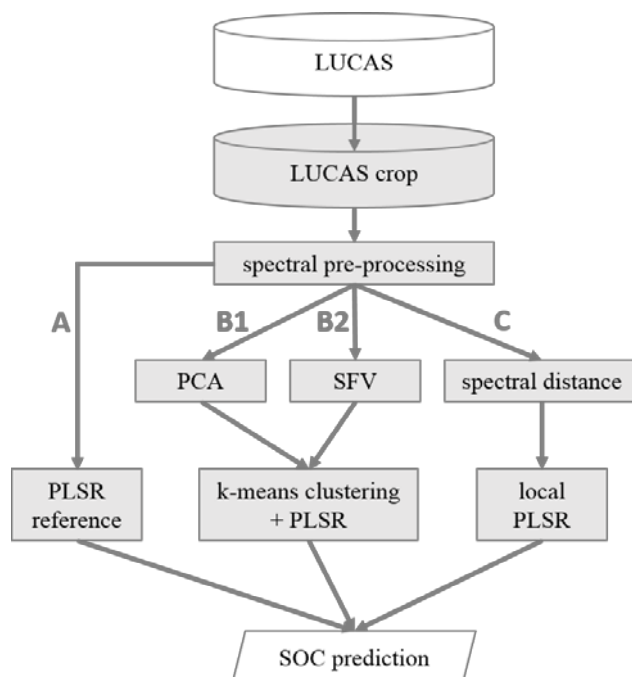 LUCAS
LUCAS crop
spectral pre-processing
A
B1
B2
C
PCA
SFV
spectral distance
PLSR
reference
k-means clustering
+ PLSR
local
PLSR
SOC prediction